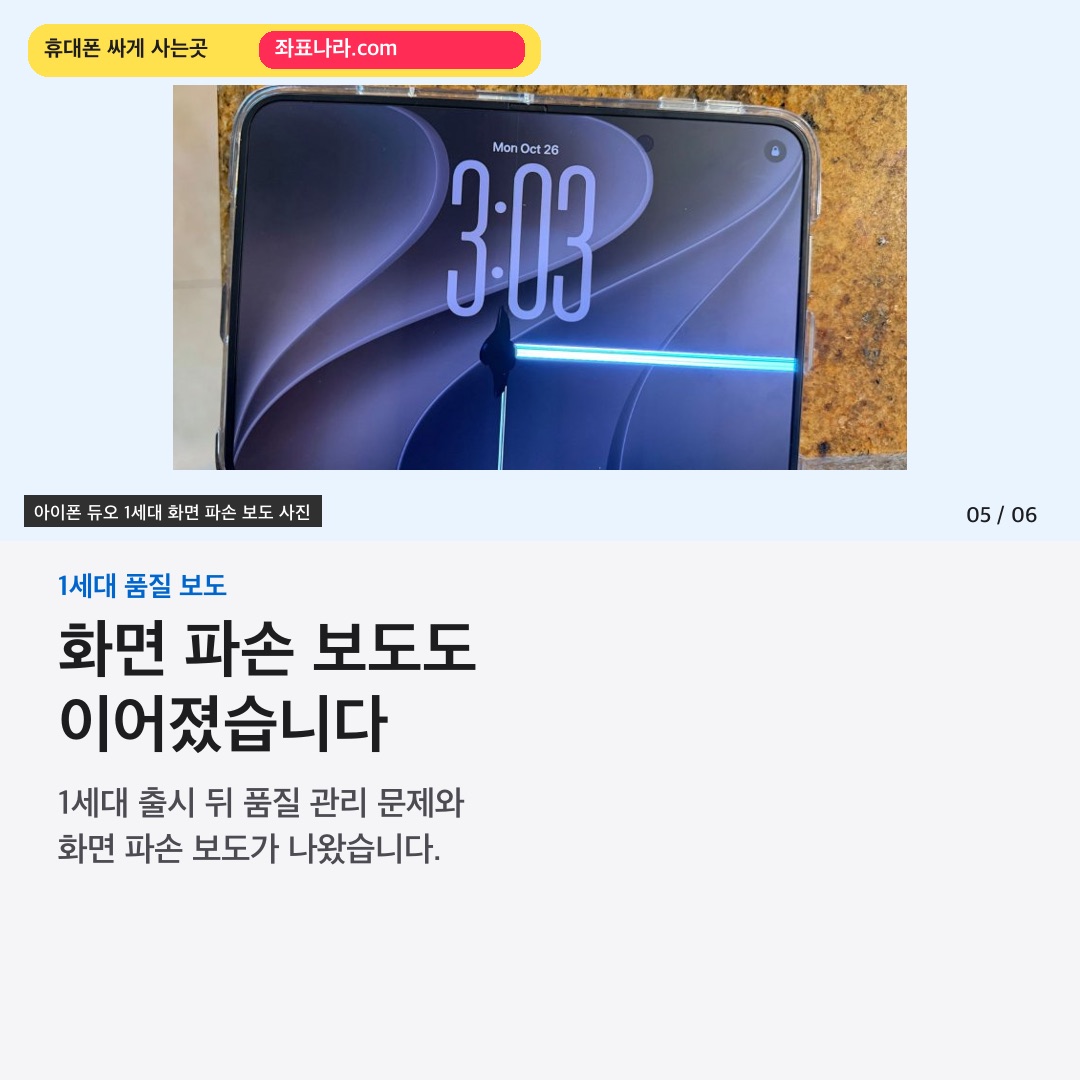 휴대폰 싸게 사는곳 좌표나라.com
Mon Oct 26
3:03
아이폰 듀오 1세대 화면 파손 보도 사진
05 / 06
1세대 품질 보도
화면 파손 보도도
이어졌습니다
1세대 출시 뒤 품질 관리 문제와
화면 파손 보도가 나왔습니다.